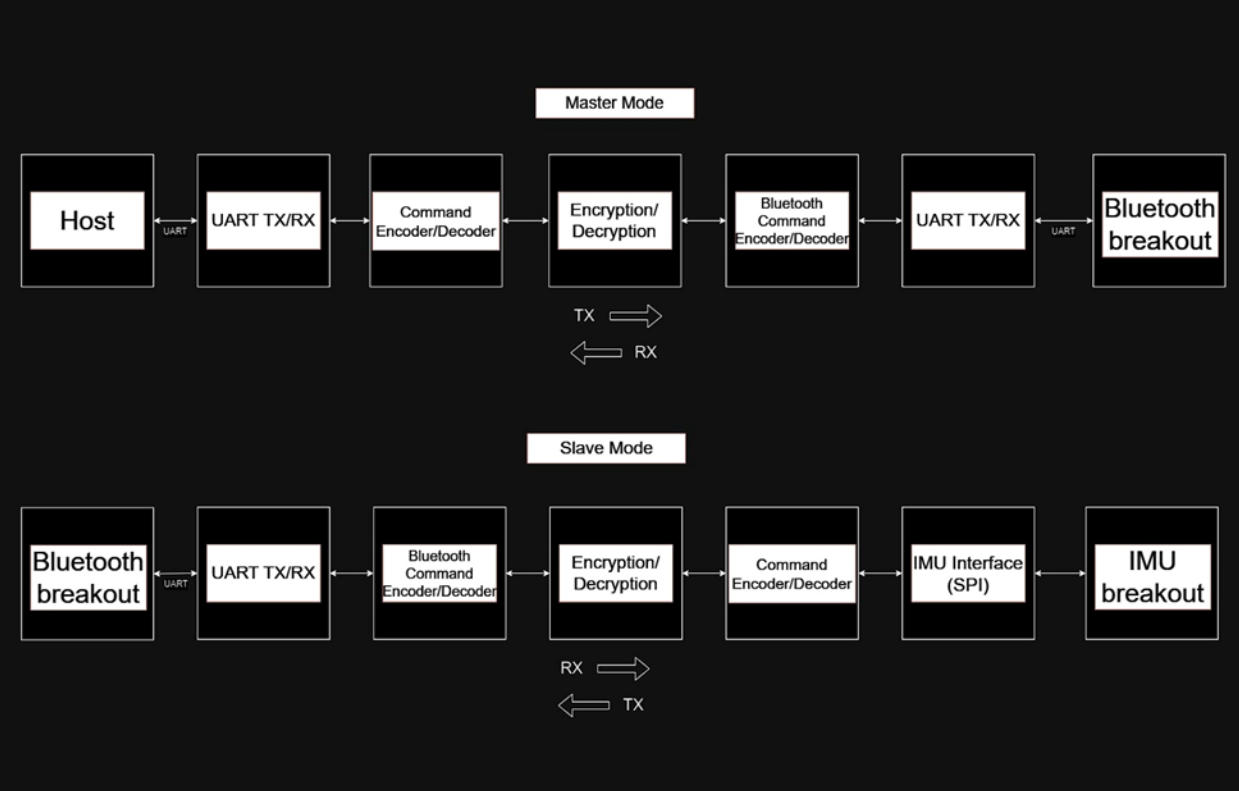 Master Mode
Host
UART
UART TX/RX
Command
Encoder/Decoder
Encryption/
Decryption
Bluetooth
Command
Encoder/Decoder
UART TX/RX
UART
Bluetooth
breakout
TX
RX
Slave Mode
Bluetooth
breakout
UART
UART TX/RX
Bluetooth
Command
Encoder/Decoder
Encryption/
Decryption
Command
Encoder/Decoder
IMU Interface
(SPI)
IMU
breakout
RX
TX